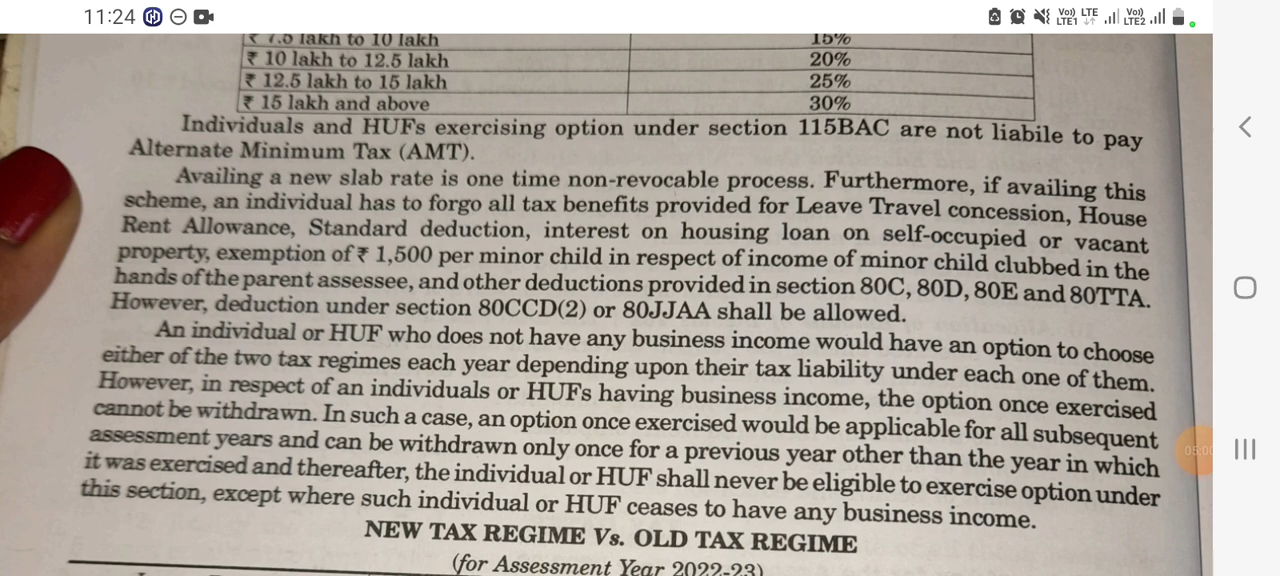 11:24
Vo) LTE1 LTE Vo) LTE2
₹ 7.5 lakh to 10 lakh 15%
₹ 10 lakh to 12.5 lakh 20%
₹ 12.5 lakh to 15 lakh 25%
₹ 15 lakh and above 30%
Individuals and HUFs exercising option under section 115BAC are not liabile to pay
Alternate Minimum Tax (AMT).
Availing a new slab rate is one time non-revocable process. Furthermore, if availing this
scheme, an individual has to forgo all tax benefits provided for Leave Travel concession, House
Rent Allowance, Standard deduction, interest on housing loan on self-occupied or vacant
property, exemption of ₹ 1,500 per minor child in respect of income of minor child clubbed in the
hands of the parent assessee, and other deductions provided in section 80C, 80D, 80E and 80TTA.
However, deduction under section 80CCD(2) or 80JJAA shall be allowed.
An individual or HUF who does not have any business income would have an option to choose
either of the two tax regimes each year depending upon their tax liability under each one of them.
However, in respect of an individuals or HUFs having business income, the option once exercised
cannot be withdrawn. In such a case, an option once exercised would be applicable for all subsequent
assessment years and can be withdrawn only once for a previous year other than the year in which
it was exercised and thereafter, the individual or HUF shall never be eligible to exercise option under
this section, except where such individual or HUF ceases to have any business income.
NEW TAX REGIME Vs. OLD TAX REGIME
(for Assessment Year 2022-23)